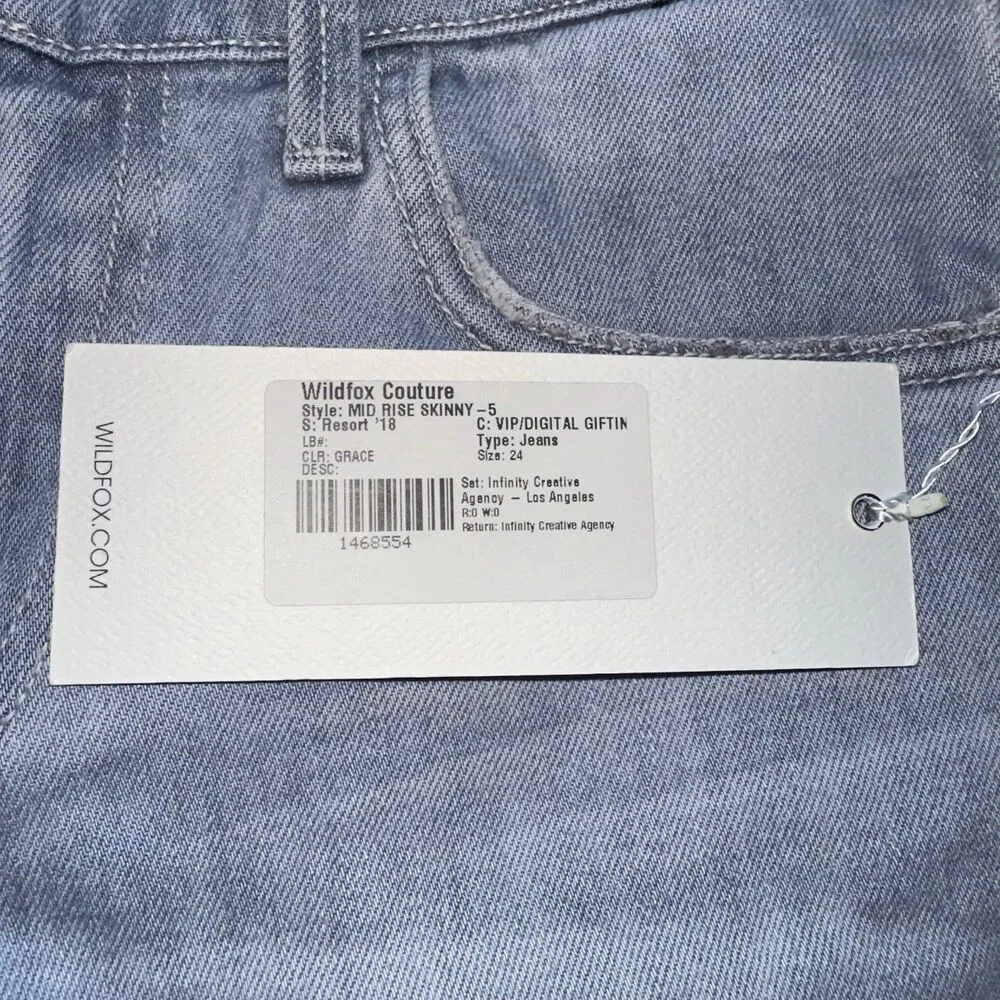 WILDFOX.COM
Wildfox Couture
Style: MID RISE SKINNY -5
S: Resort '18 C: VIP/DIGITAL GIFTIN
LB#: Type: Jeans
CLR: GRACE Size: 24
DESC:
Set: Infinity Creative
Agency - Los Angeles
R:0 W:0
Return: Infinity Creative Agency
1468554